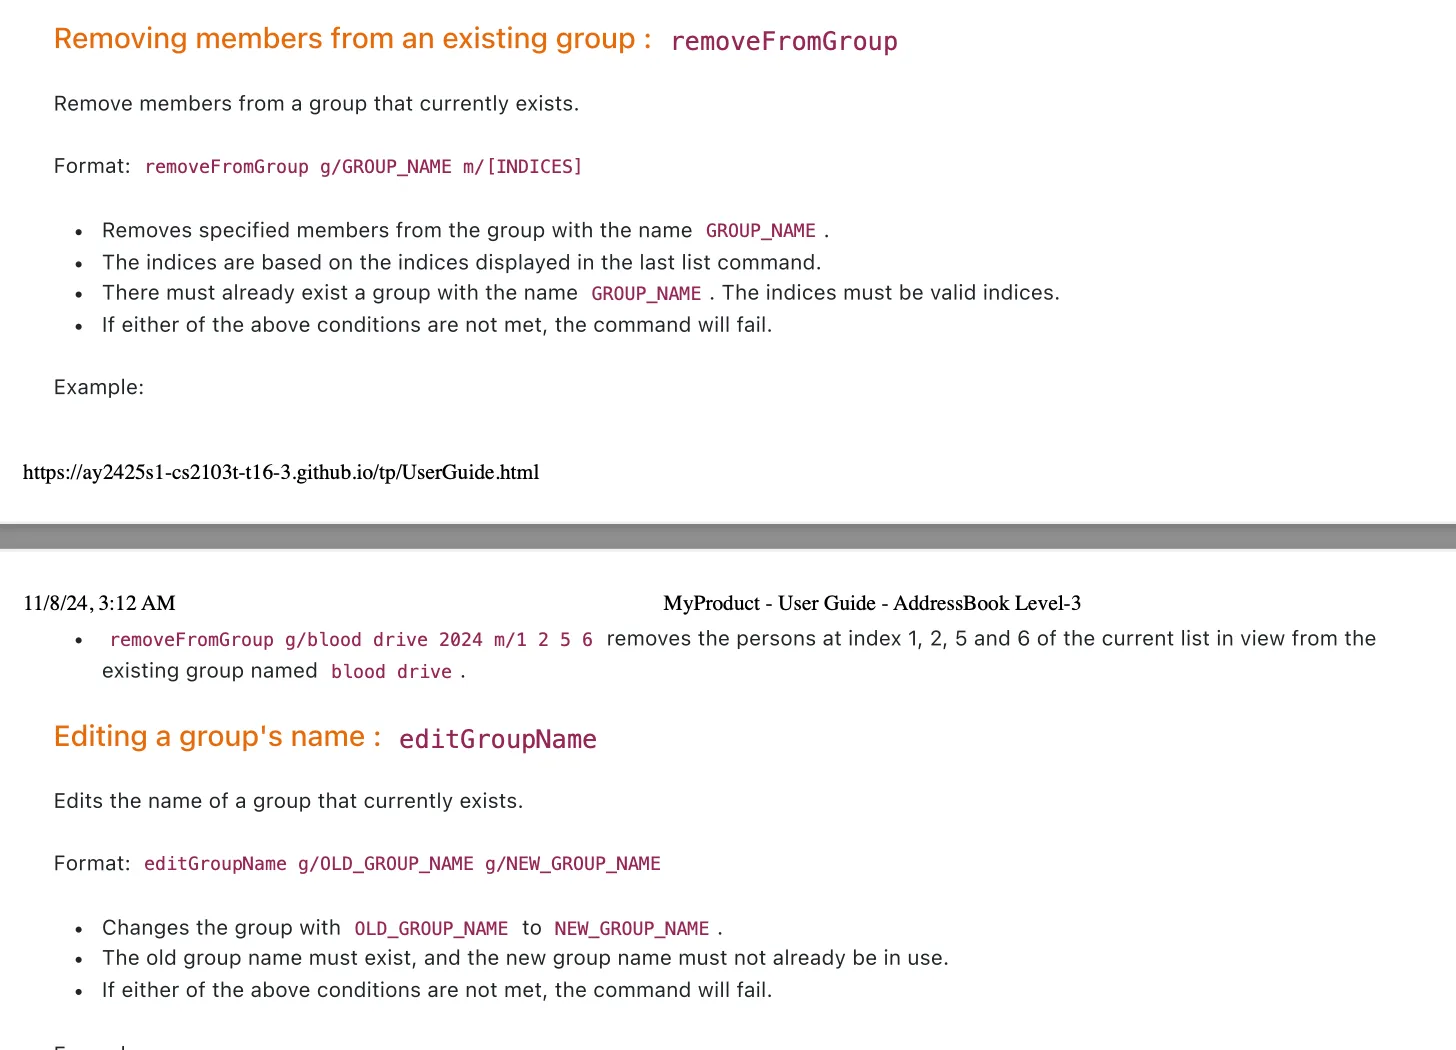 Removing members from an existing group : removeFromGroup
Remove members from a group that currently exists.
Format: removeFromGroup g/GROUP_NAME m/[INDICES]
• Removes specified members from the group with the name GROUP_NAME .
• The indices are based on the indices displayed in the last list command.
• There must already exist a group with the name GROUP_NAME . The indices must be valid indices.
• If either of the above conditions are not met, the command will fail.
Example:
https://ay2425s1-cs2103t-t16-3.github.io/tp/UserGuide.html
11/8/24, 3:12 AM MyProduct - User Guide - AddressBook Level-3
• removeFromGroup g/blood drive 2024 m/1 2 5 6 removes the persons at index 1, 2, 5 and 6 of the current list in view from the
existing group named blood drive .
Editing a group's name : editGroupName
Edits the name of a group that currently exists.
Format: editGroupName g/OLD_GROUP_NAME g/NEW_GROUP_NAME
• Changes the group with OLD_GROUP_NAME to NEW_GROUP_NAME .
• The old group name must exist, and the new group name must not already be in use.
• If either of the above conditions are not met, the command will fail.